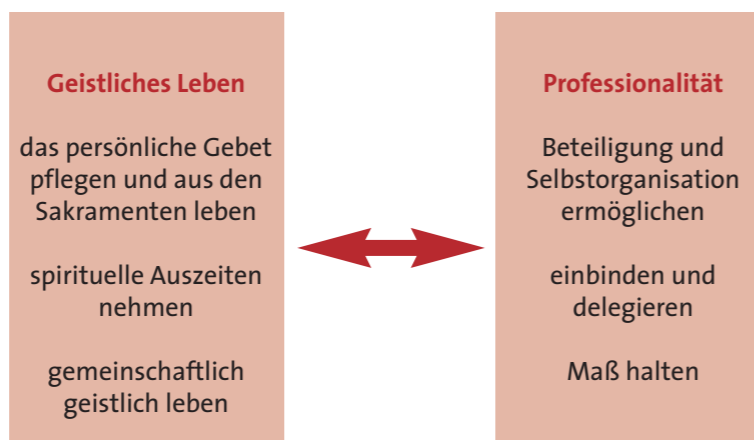 Geistliches Leben
das persönliche Gebet
pflegen und aus den
Sakramenten leben
spirituelle Auszeiten
nehmen
gemeinschaftlich
geistlich leben
Professionalität
Beteiligung und
Selbstorganisation
ermöglichen
einbinden und
delegieren
Maß halten